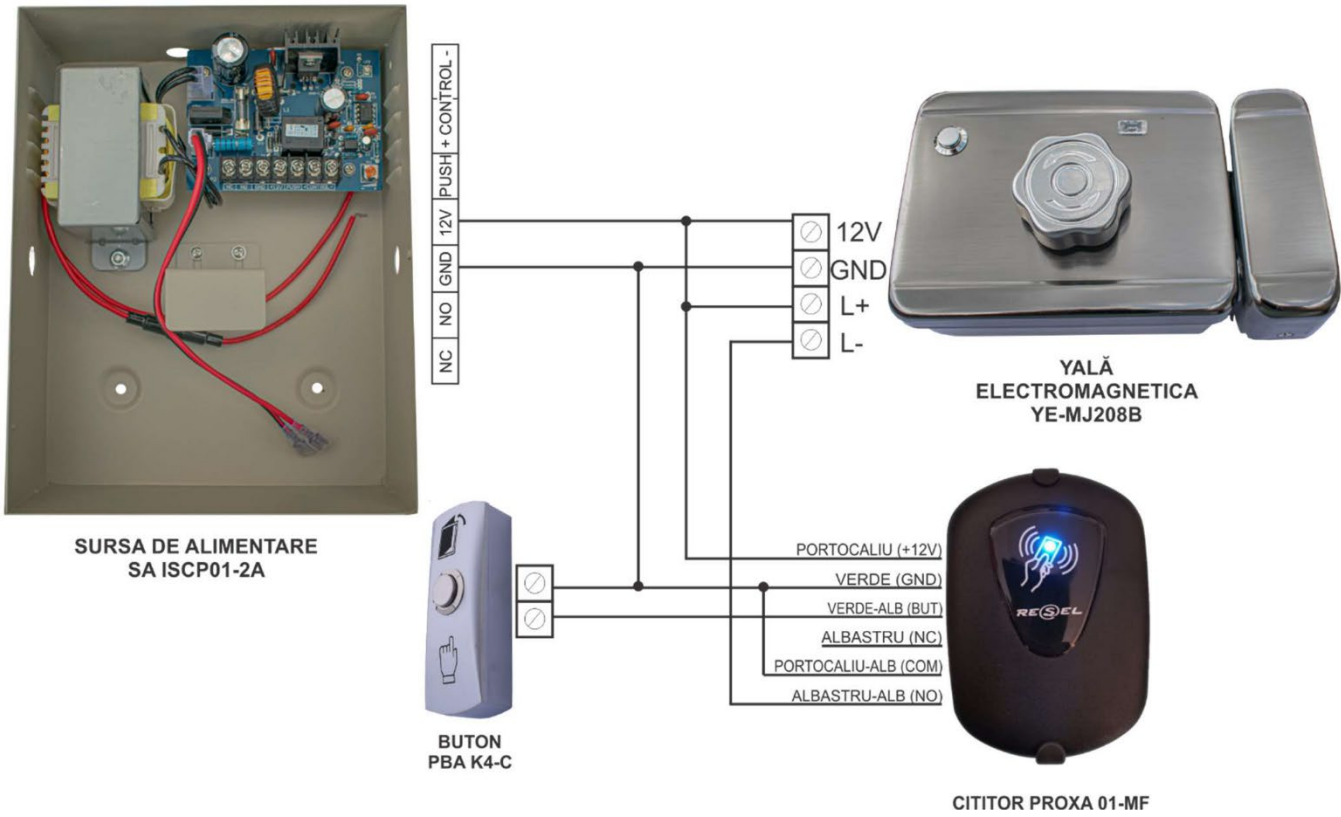 + CONTROL -
PUSH
12V
GND
NO
NC
12V
GND
L+
L-
YALĂ
ELECTROMAGNETICA
YE-MJ208B
SURSA DE ALIMENTARE
SA ISCP01-2A
PORTOCALIU (+12V)
VERDE (GND)
VERDE-ALB (BUT)
ALBASTRU (NC)
PORTOCALIU-ALB (COM)
ALBASTRU-ALB (NO)
RESEL
BUTON
PBA K4-C
CITITOR PROXA 01-MF